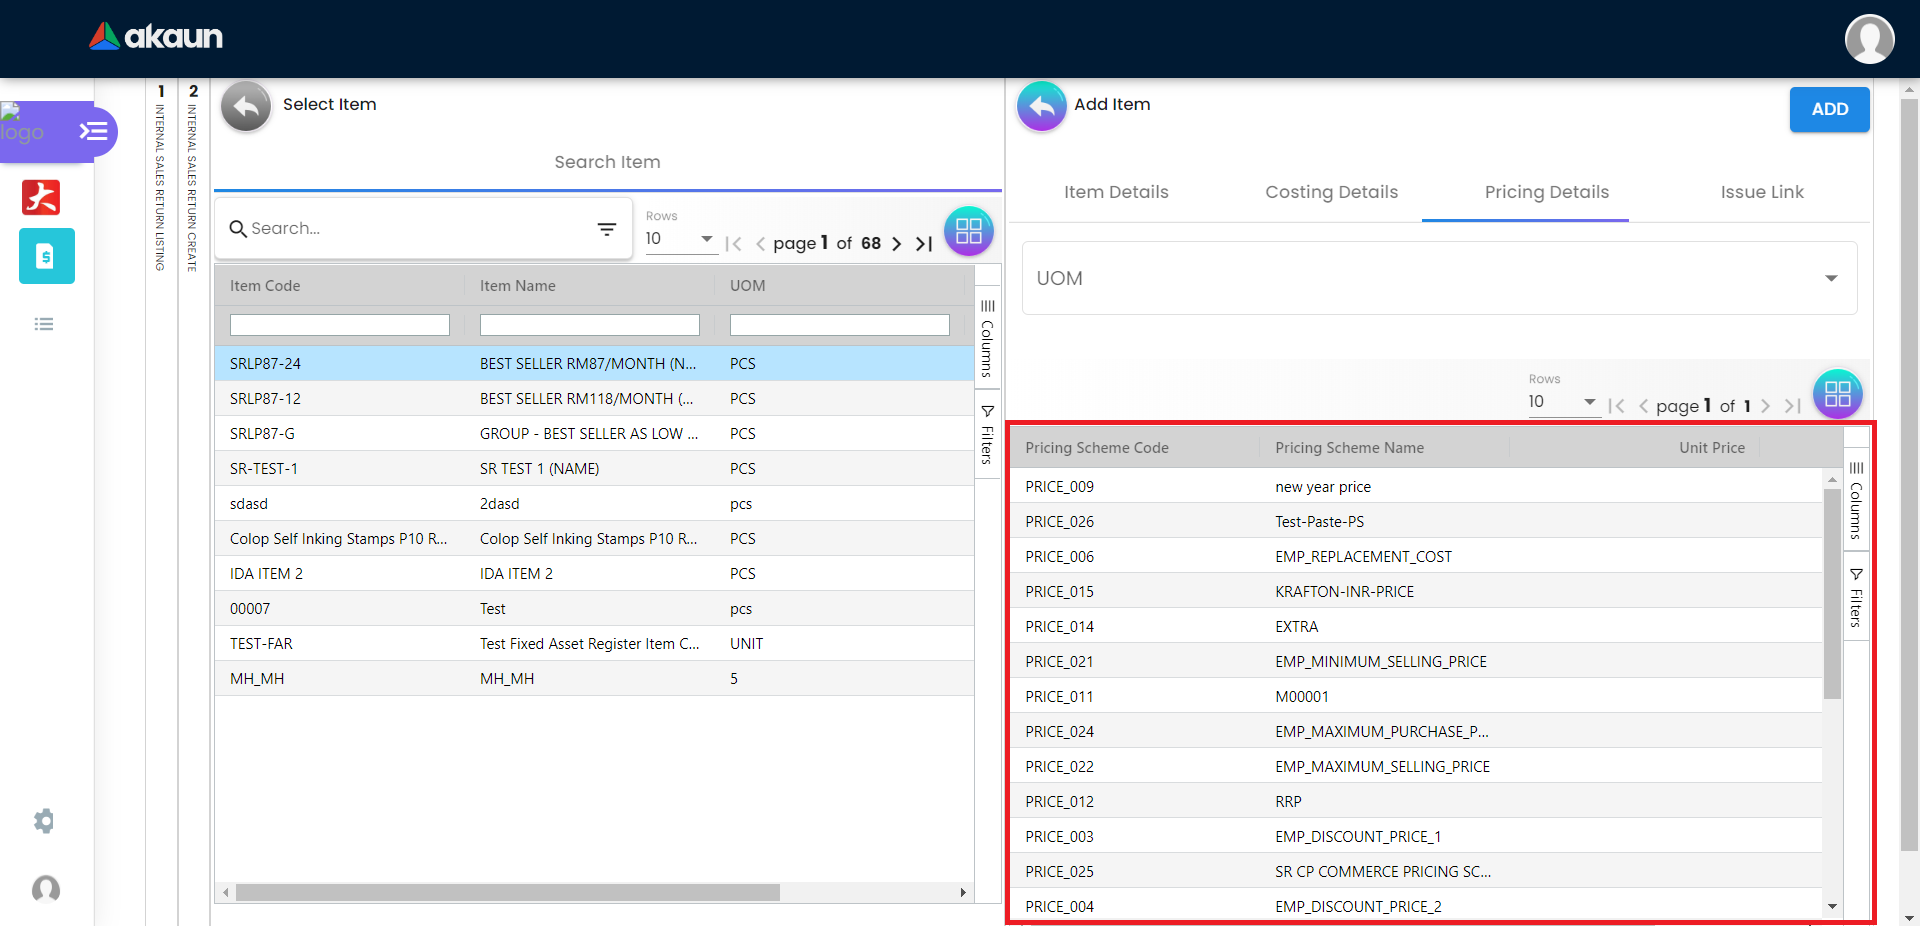 akaun
logo
1
INTERNAL SALES RETURN LISTING
2
INTERNAL SALES RETURN CREATE
Select Item
Search Item
Search...
Rows
10
page 1 of 68
Item Code Item Name UOM
SRLP87-24 BEST SELLER RM87/MONTH (N... PCS
SRLP87-12 BEST SELLER RM118/MONTH (... PCS
SRLP87-G GROUP - BEST SELLER AS LOW ... PCS
SR-TEST-1 SR TEST 1 (NAME) PCS
sdasd 2dasd pcs
Colop Self Inking Stamps P10 R... Colop Self Inking Stamps P10 R... PCS
IDA ITEM 2 IDA ITEM 2 PCS
00007 Test pcs
TEST-FAR Test Fixed Asset Register Item C... UNIT
MH_MH MH_MH 5
Columns
Filters
Add Item
ADD
Item Details Costing Details Pricing Details Issue Link
UOM
Rows
10
page 1 of 1
Pricing Scheme Code Pricing Scheme Name Unit Price
PRICE_009 new year price
PRICE_026 Test-Paste-PS
PRICE_006 EMP_REPLACEMENT_COST
PRICE_015 KRAFTON-INR-PRICE
PRICE_014 EXTRA
PRICE_021 EMP_MINIMUM_SELLING_PRICE
PRICE_011 M00001
PRICE_024 EMP_MAXIMUM_PURCHASE_P...
PRICE_022 EMP_MAXIMUM_SELLING_PRICE
PRICE_012 RRP
PRICE_003 EMP_DISCOUNT_PRICE_1
PRICE_025 SR CP COMMERCE PRICING SC...
PRICE_004 EMP_DISCOUNT_PRICE_2
Columns
Filters